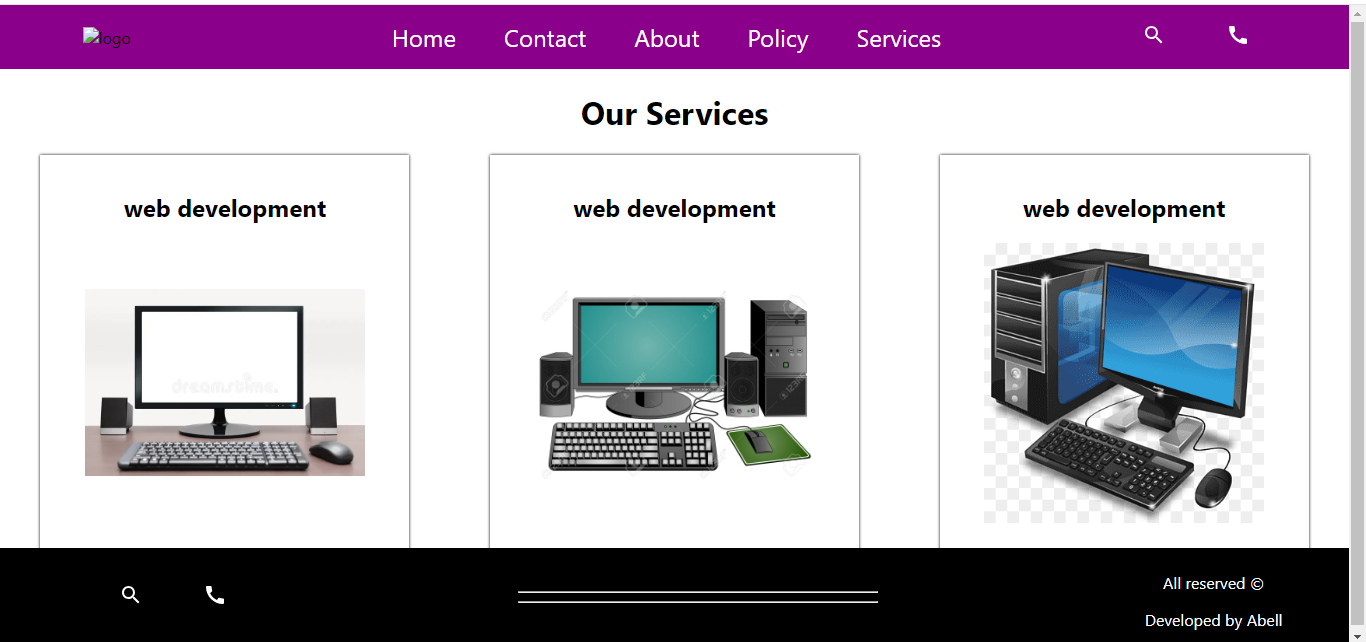 logo
Home Contact About Policy Services
Our Services
web development web development web development
dreamstime.
All reserved ©
Developed by Abell